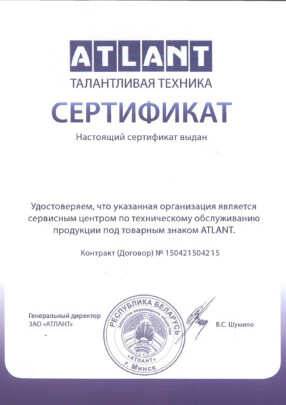 ATLANT
ТАЛАНТЛИВАЯ ТЕХНИКА
СЕРТИФИКАТ
Настоящий сертификат выдан
Удостоверяем, что указанная организация является
сервисным центром по техническому обслуживанию
продукции под товарным знаком ATLANT.
Контракт (Договор) № 150421504215
Генеральный директор
ЗАО «АТЛАНТ»
В.С. Шумило
РЕСПУБЛИКА БЕЛАРУСЬ
«АТЛАНТ»
г. Минск